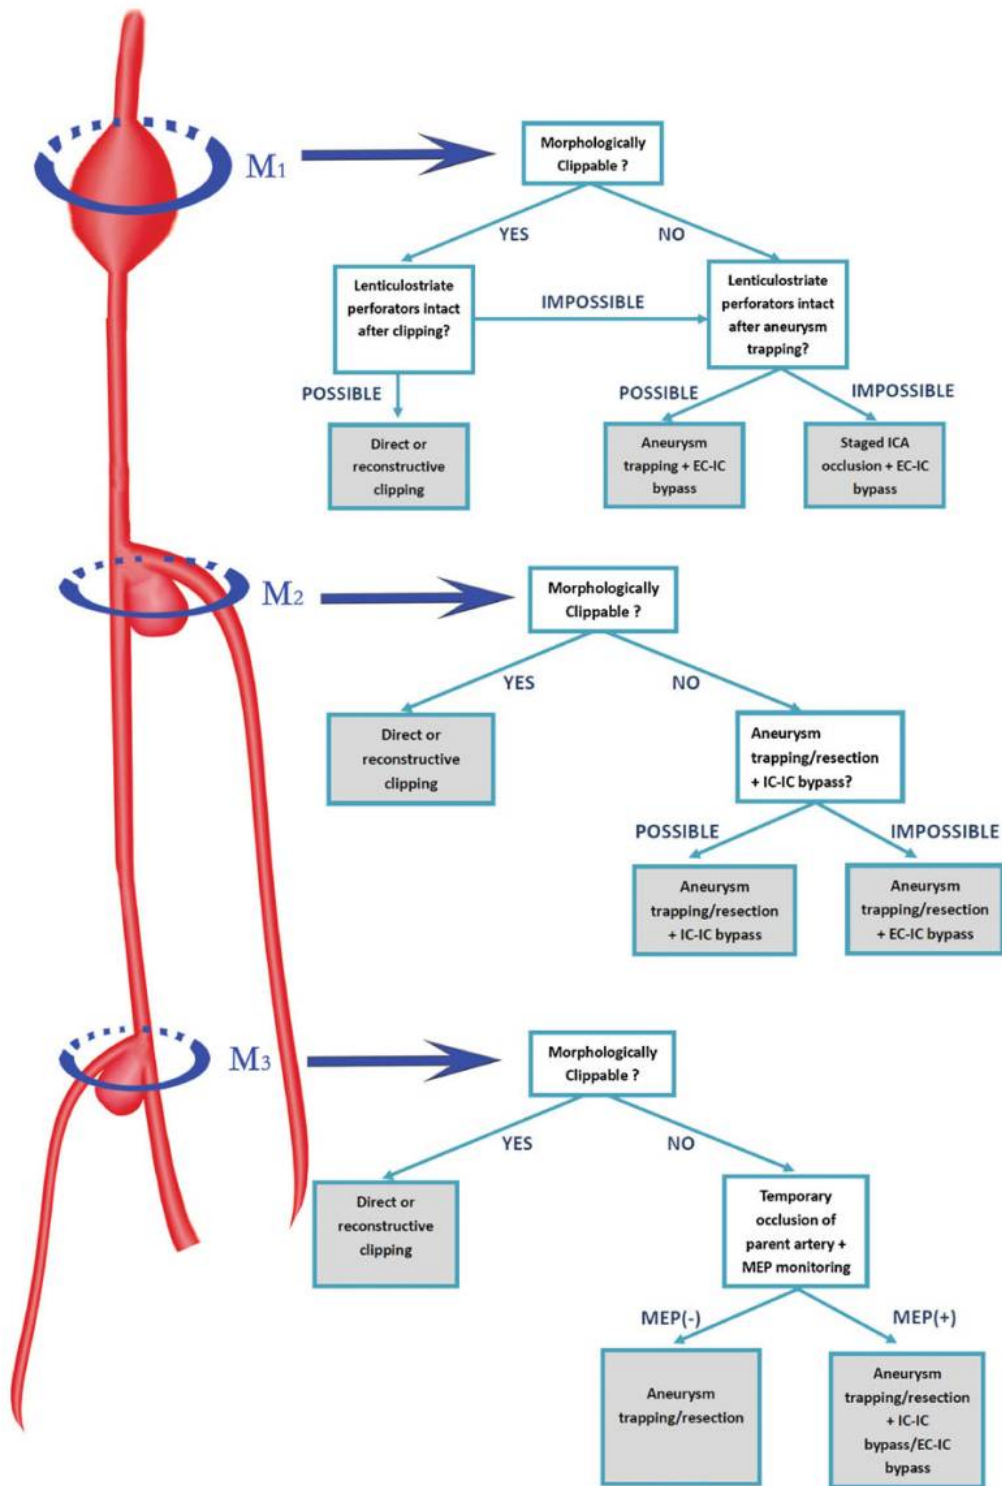 M1
Morphologically
Clippable ?
YES
NO
Lenticulostriate
perforators intact
after clipping?
IMPOSSIBLE
Lenticulostriate
perforators intact
after aneurysm
trapping?
POSSIBLE
POSSIBLE
IMPOSSIBLE
Direct or
reconstructive
clipping
Aneurysm
trapping + EC-IC
bypass
Staged ICA
occlusion + EC-IC
bypass
M2
Morphologically
Clippable ?
YES
NO
Direct or
reconstructive
clipping
Aneurysm
trapping/resection
+ IC-IC bypass?
POSSIBLE
IMPOSSIBLE
Aneurysm
trapping/resection
+ IC-IC bypass
Aneurysm
trapping/resection
+ EC-IC bypass
M3
Morphologically
Clippable ?
YES
NO
Direct or
reconstructive
clipping
Temporary
occlusion of
parent artery +
MEP monitoring
MEP(-)
MEP(+)
Aneurysm
trapping/resection
Aneurysm
trapping/resection
+ IC-IC
bypass/EC-IC
bypass